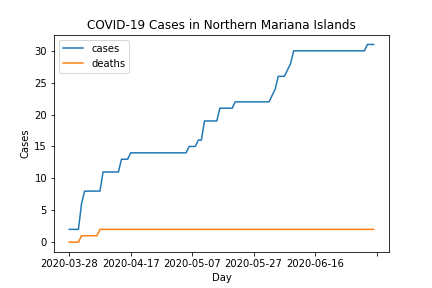 COVID-19 Cases in Northern Mariana Islands
cases
deaths
30
25
20
15
10
5
0
Cases
2020-03-28 2020-04-17 2020-05-07 2020-05-27 2020-06-16
Day